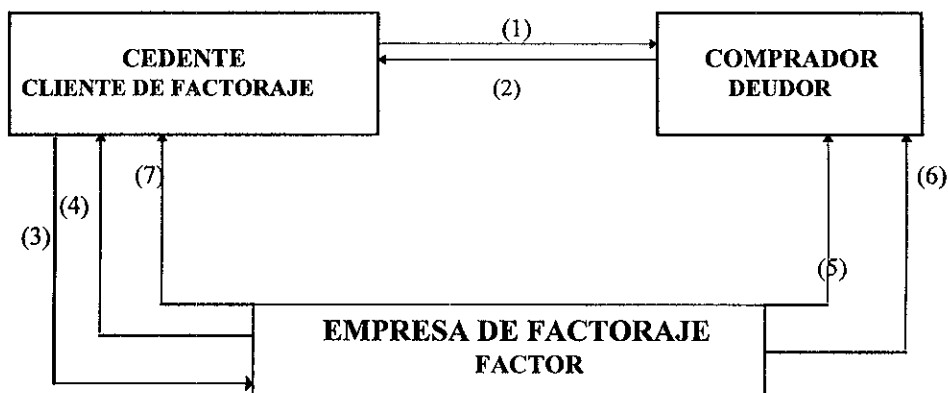 (1)
CEDENTE
CLIENTE DE FACTORAJE
COMPRADOR
DEUDOR
(2)
(7)
(6)
(4)
(3)
(5)
EMPRESA DE FACTORAJE
FACTOR